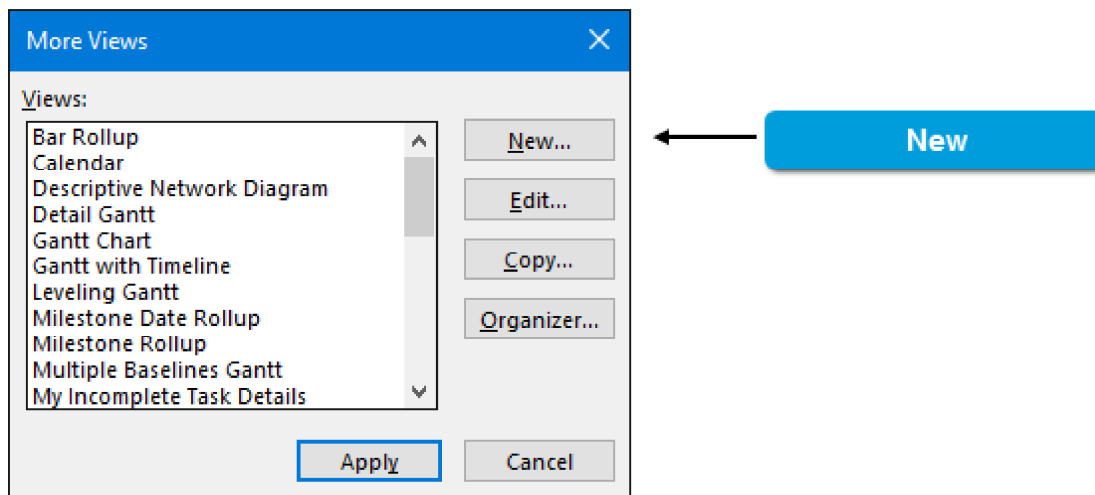 More Views
Views:
Bar Rollup
Calendar
Descriptive Network Diagram
Detail Gantt
Gantt Chart
Gantt with Timeline
Leveling Gantt
Milestone Date Rollup
Milestone Rollup
Multiple Baselines Gantt
My Incomplete Task Details
New...
Edit...
Copy...
Organizer...
Apply
Cancel
New